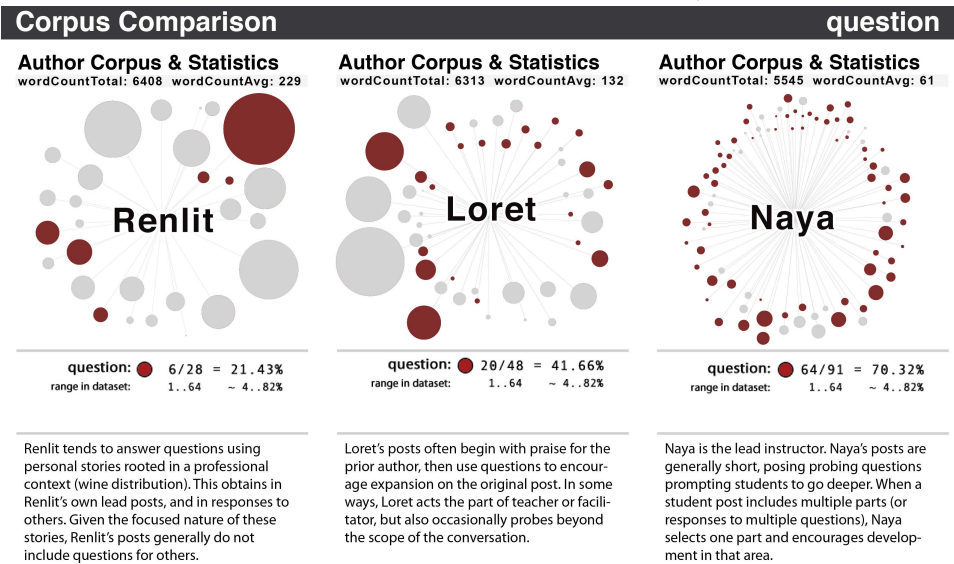 Corpus Comparison question
Author Corpus & Statistics
wordCountTotal: 6408 wordCountAvg: 229
Renlit
question: 6/28 = 21.43%
range in dataset: 1..64 ~ 4..82%
Renlit tends to answer questions using
personal stories rooted in a professional
context (wine distribution). This obtains in
Renlit's own lead posts, and in responses to
others. Given the focused nature of these
stories, Renlit's posts generally do not
include questions for others.
Author Corpus & Statistics
wordCountTotal: 6313 wordCountAvg: 132
Loret
question: 20/48 = 41.66%
range in dataset: 1..64 ~ 4..82%
Loret's posts often begin with praise for the
prior author, then use questions to encour-
age expansion on the original post. In some
ways, Loret acts the part of teacher or facili-
tator, but also occasionally probes beyond
the scope of the conversation.
Author Corpus & Statistics
wordCountTotal: 5545 wordCountAvg: 61
Naya
question: 64/91 = 70.32%
range in dataset: 1..64 ~ 4..82%
Naya is the lead instructor. Naya's posts are
generally short, posing probing questions
prompting students to go deeper. When a
student post includes multiple parts (or
responses to multiple questions), Naya
selects one part and encourages develop-
ment in that area.